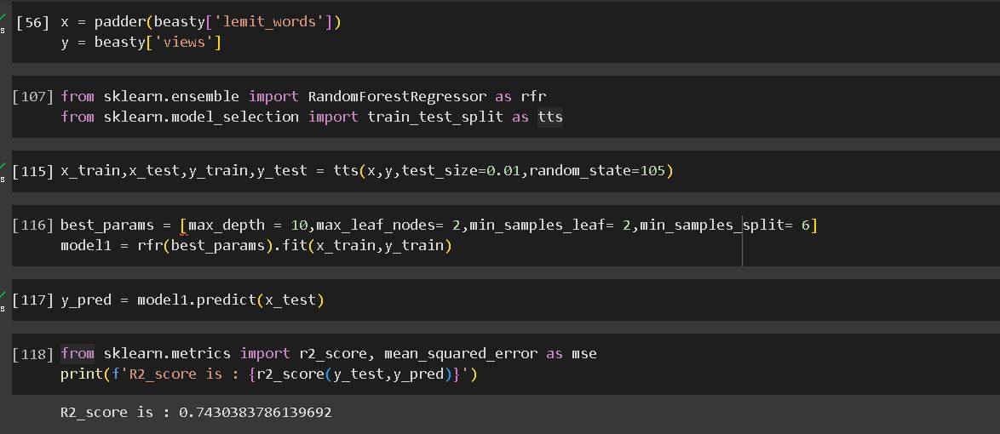 [56] x = padder(beasty['lemit_words'])
y = beasty['views']
s
[107] from sklearn.ensemble import RandomForestRegressor as rfr
from sklearn.model_selection import train_test_split as tts
[115] x_train,x_test,y_train,y_test = tts(x,y,test_size=0.01,random_state=105)
s
[116] best_params = [max_depth = 10,max_leaf_nodes= 2,min_samples_leaf= 2,min_samples_split= 6]
model1 = rfr(best_params).fit(x_train,y_train)
[117] y_pred = model1.predict(x_test)
s
[118] from sklearn.metrics import r2_score, mean_squared_error as mse
print(f'R2_score is : {r2_score(y_test,y_pred)}')
R2_score is : 0.7430383786139692